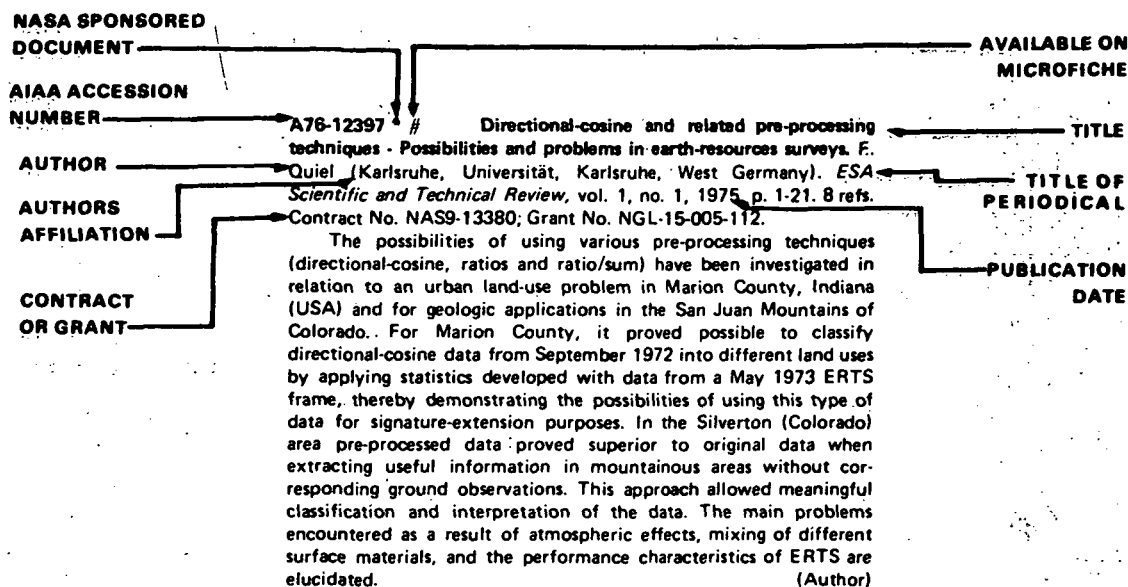 NASA SPONSORED
DOCUMENT
AIAA ACCESSION
NUMBER
AUTHOR
AUTHORS
AFFILIATION
CONTRACT
OR GRANT
AVAILABLE ON
MICROFICHE
TITLE
TITLE OF
PERIODICAL
PUBLICATION
DATE
A76-12397 * # Directional-cosine and related pre-processing
techniques - Possibilities and problems in earth-resources surveys. F.
Quiel (Karlsruhe, Universität, Karlsruhe, West Germany). ESA
Scientific and Technical Review, vol. 1, no. 1, 1975, p. 1-21. 8 refs.
Contract No. NAS9-13380; Grant No. NGL-15-005-112.
The possibilities of using various pre-processing techniques
(directional-cosine, ratios and ratio/sum) have been investigated in
relation to an urban land-use problem in Marion County, Indiana
(USA) and for geologic applications in the San Juan Mountains of
Colorado. For Marion County, it proved possible to classify
directional-cosine data from September 1972 into different land uses
by applying statistics developed with data from a May 1973 ERTS
frame, thereby demonstrating the possibilities of using this type of
data for signature-extension purposes. In the Silverton (Colorado)
area pre-processed data proved superior to original data when
extracting useful information in mountainous areas without cor-
responding ground observations. This approach allowed meaningful
classification and interpretation of the data. The main problems
encountered as a result of atmospheric effects, mixing of different
surface materials, and the performance characteristics of ERTS are
elucidated. (Author)